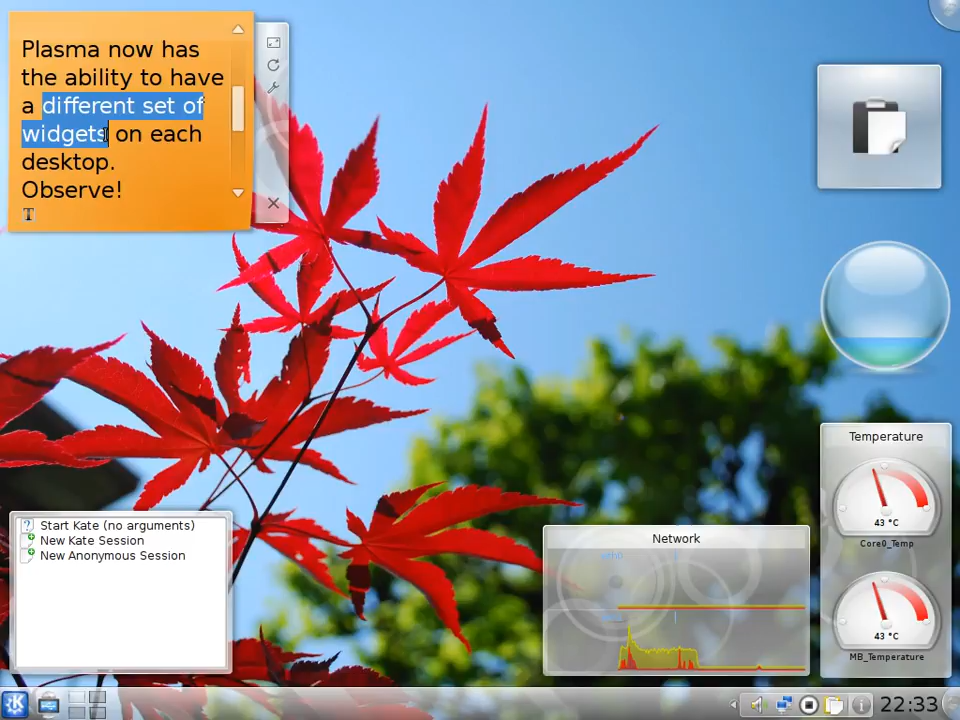 Plasma now has
the ability to have
a different set of
widgets on each
desktop.
Observe!
Start Kate (no arguments)
New Kate Session
New Anonymous Session
Network
eth0
Temperature
43 °C
Core0_Temp
43 °C
MB_Temperature
22:33